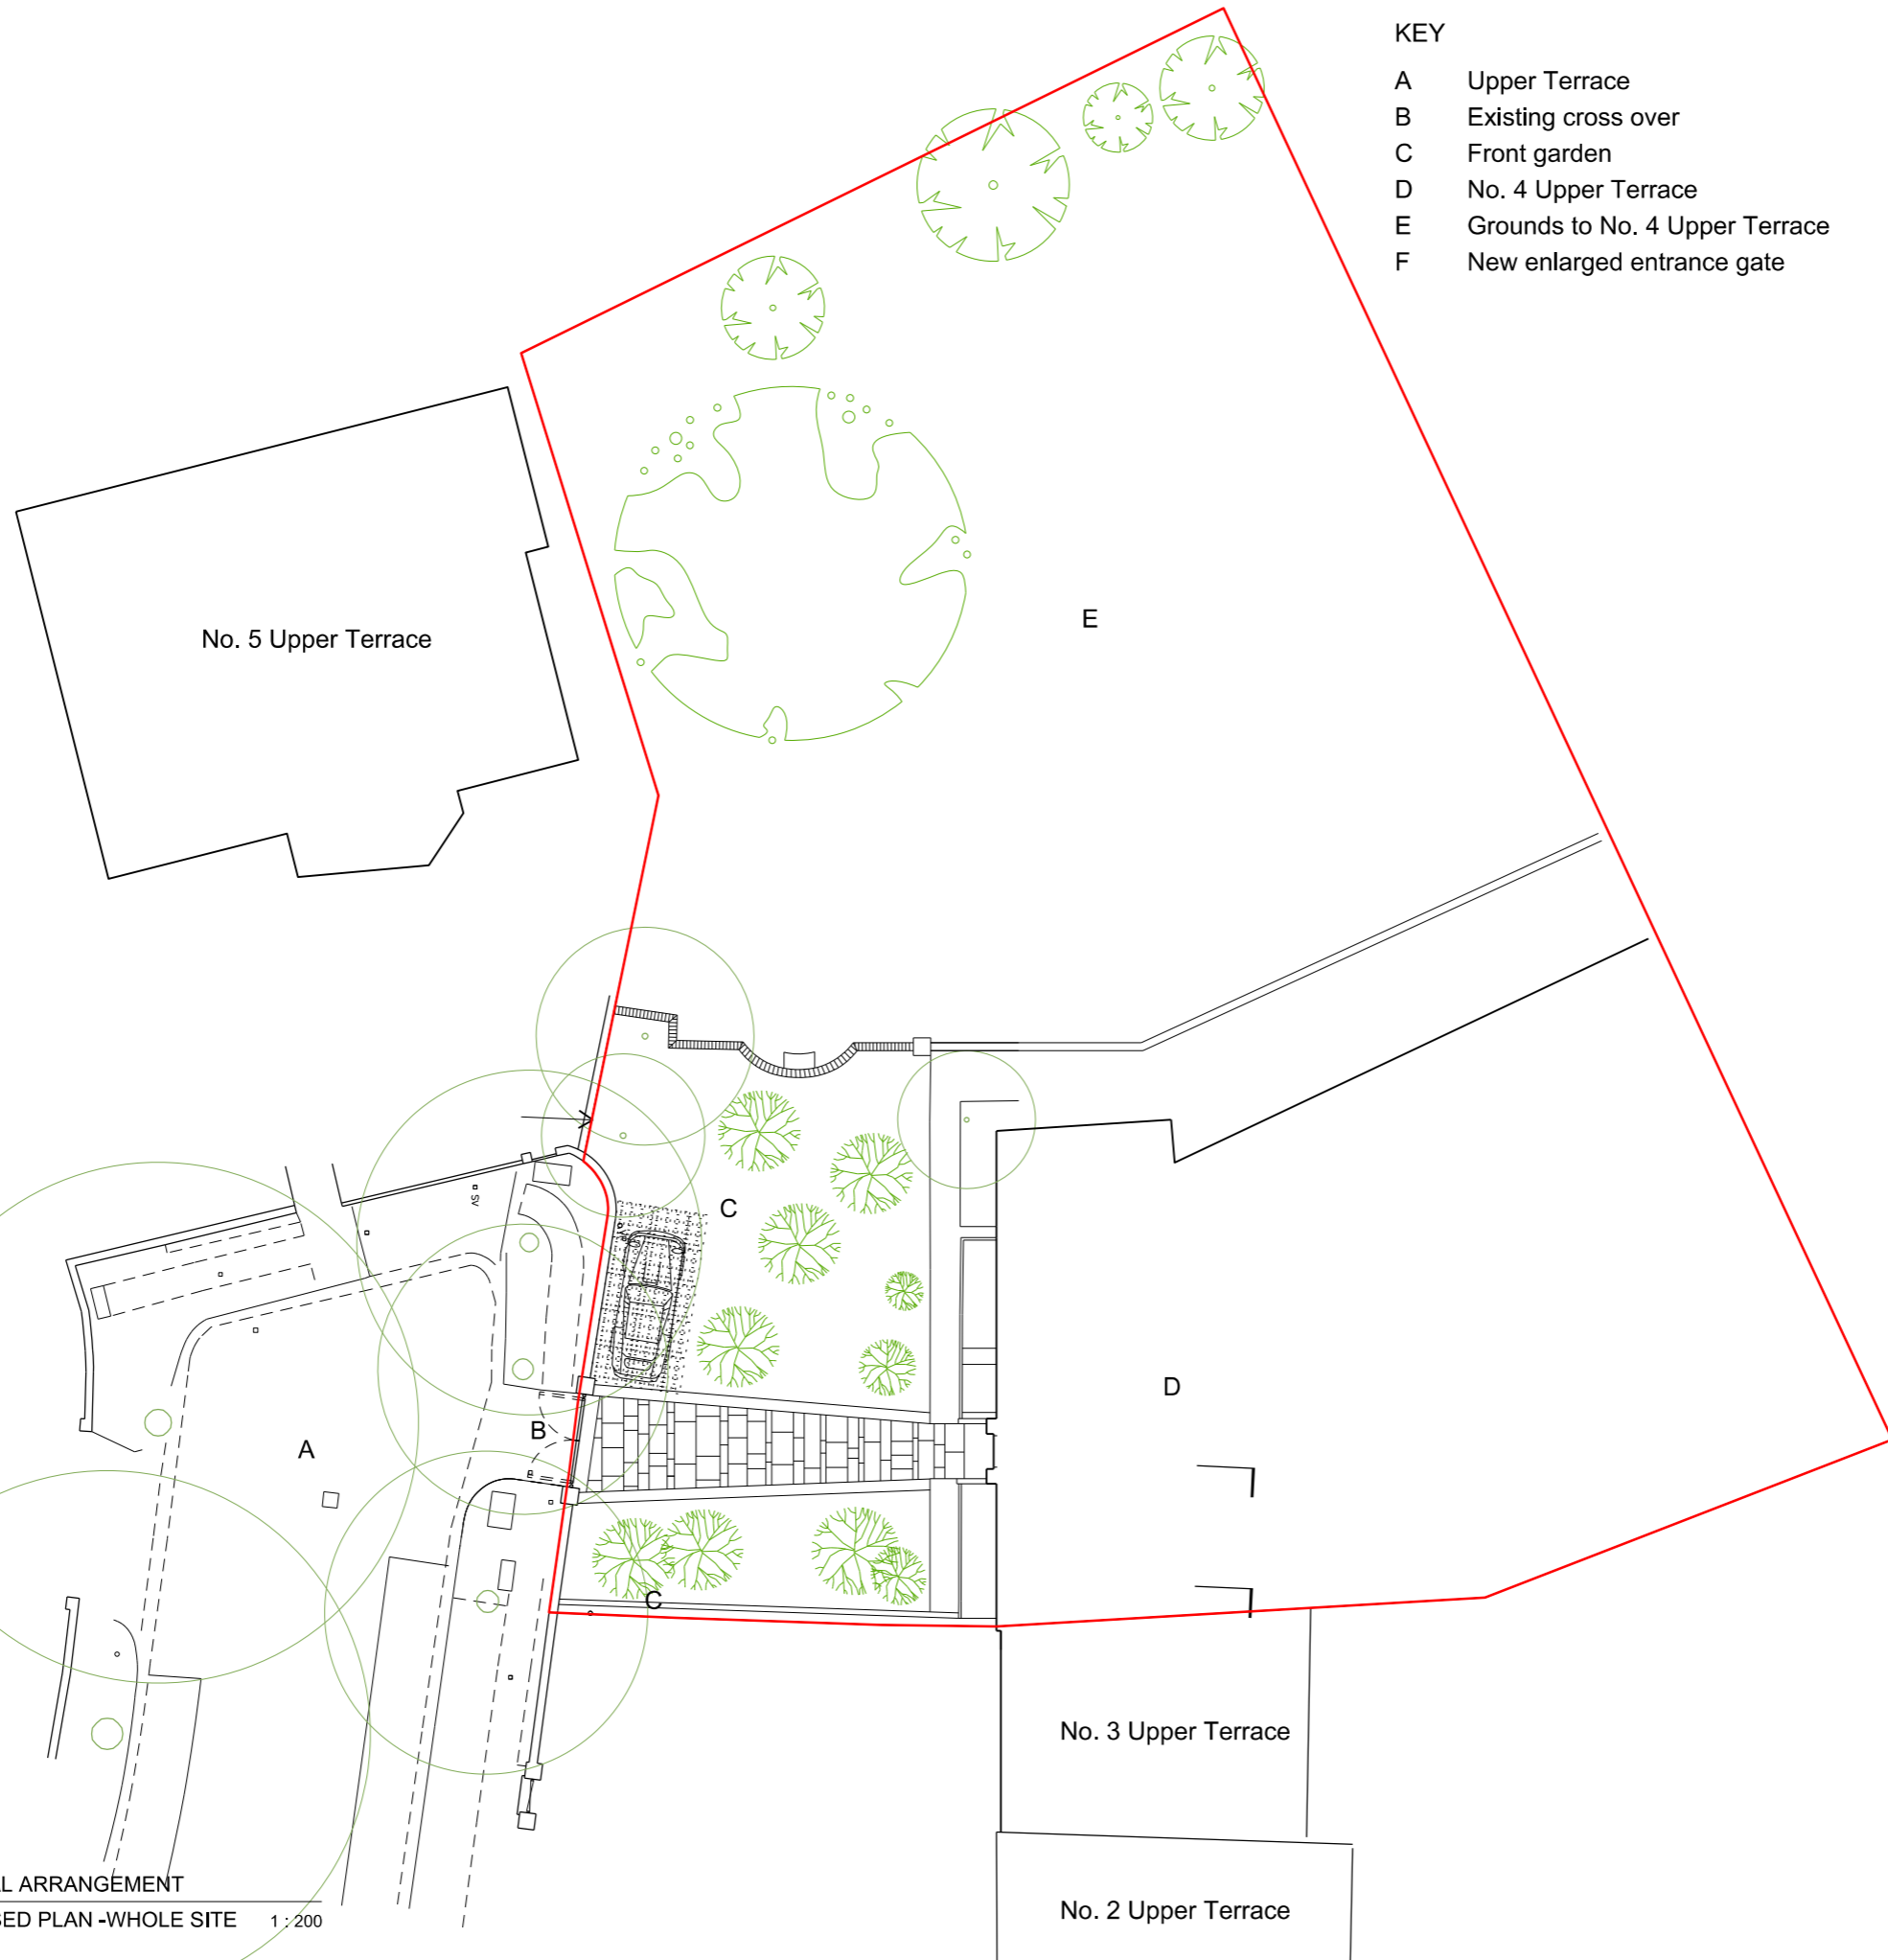 KEY
A Upper Terrace
B Existing cross over
C Front garden
D No. 4 Upper Terrace
E Grounds to No. 4 Upper Terrace
F New enlarged entrance gate
No. 5 Upper Terrace
E
SV
C
D
B
A
C
No. 3 Upper Terrace
ARRANGEMENT
PLAN -WHOLE SITE 1 : 200
No. 2 Upper Terrace